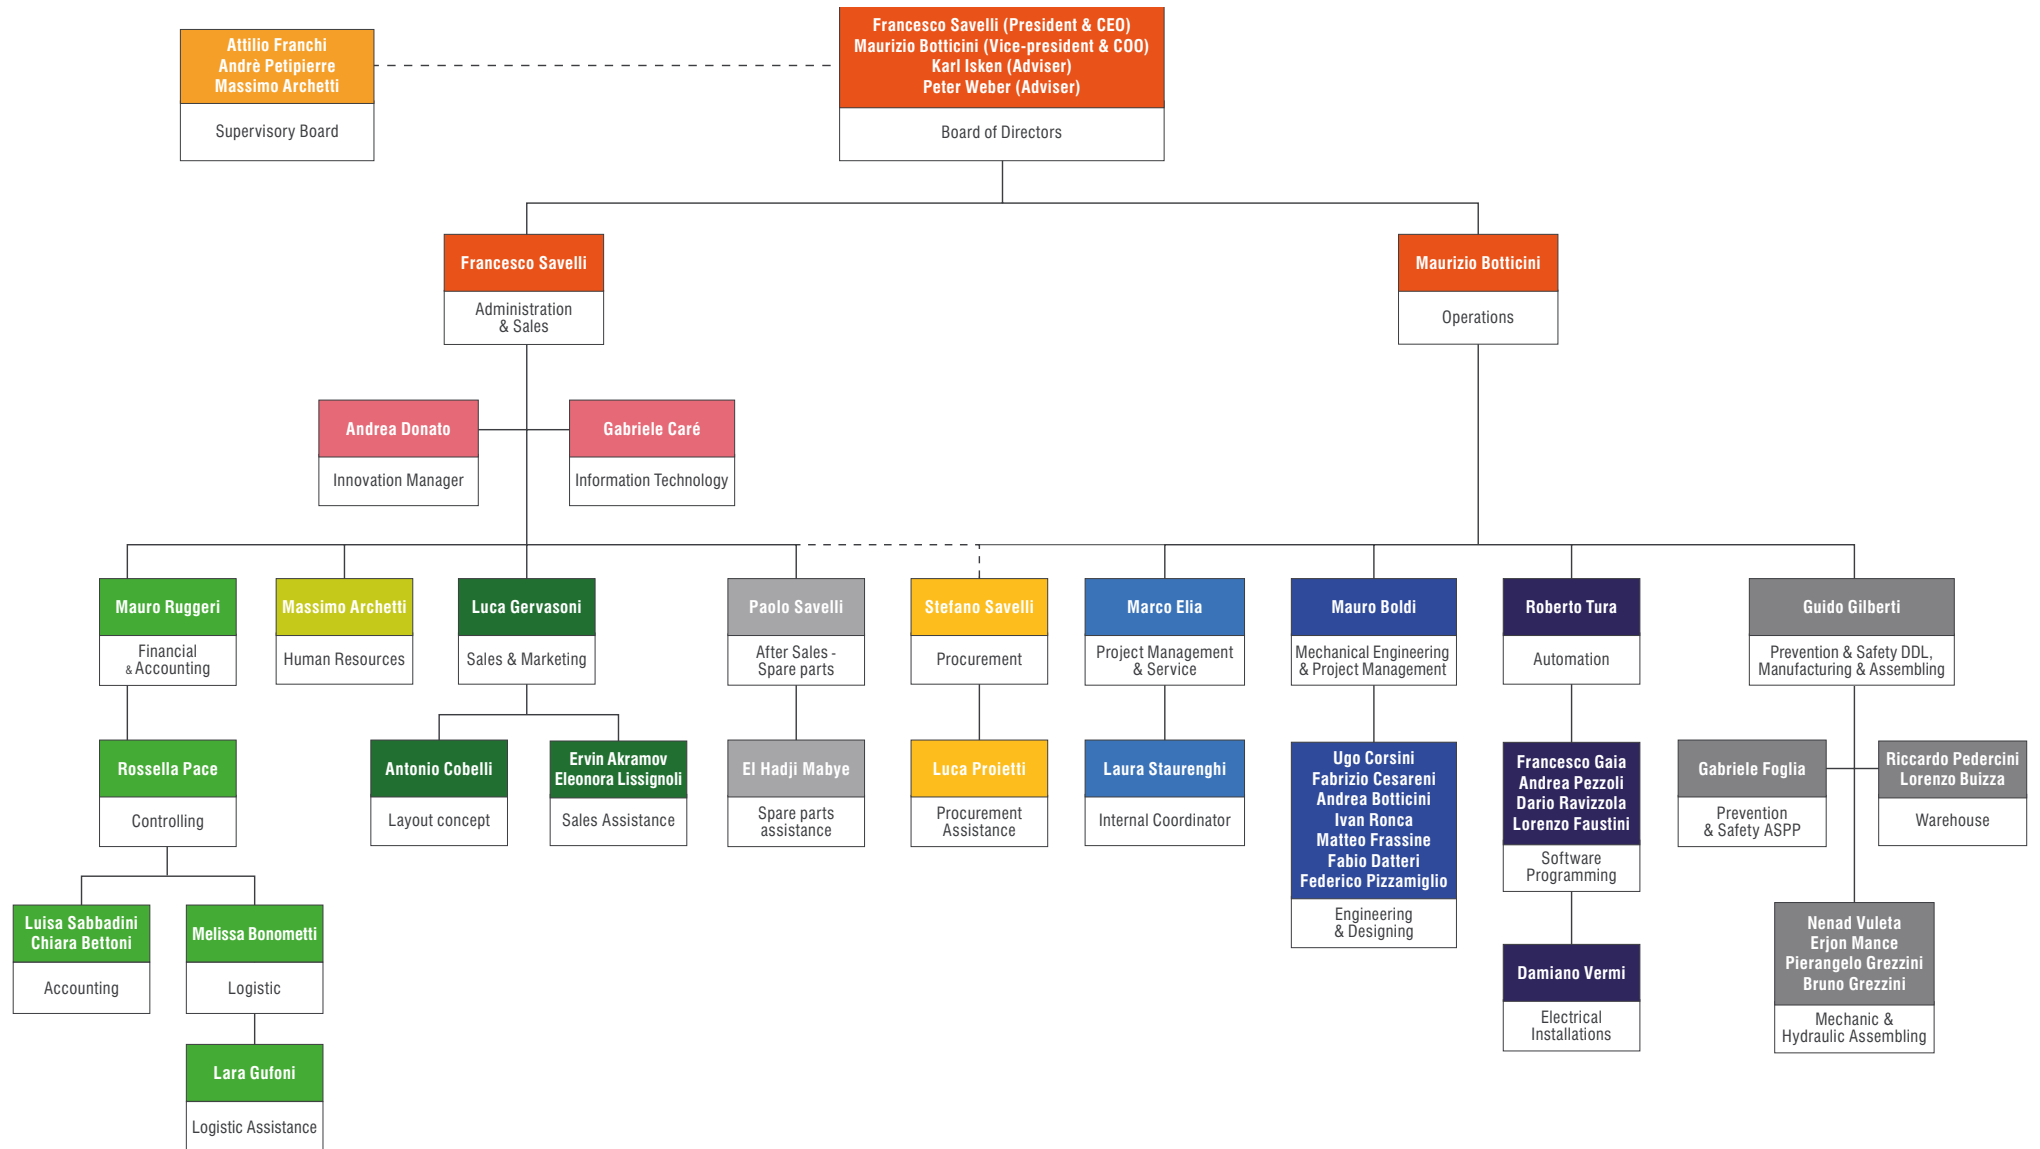 Attilio Franchi
Andrè Petipierre
Massimo Archetti
Supervisory Board
Francesco Savelli (President & CEO)
Maurizio Botticini (Vice-president & COO)
Karl Isken (Adviser)
Peter Weber (Adviser)
Board of Directors
Francesco Savelli
Administration
& Sales
Maurizio Botticini
Operations
Andrea Donato
Innovation Manager
Gabriele Caré
Information Technology
Mauro Ruggeri
Financial
& Accounting
Massimo Archetti
Human Resources
Luca Gervasoni
Sales & Marketing
Paolo Savelli
After Sales -
Spare parts
Stefano Savelli
Procurement
Marco Elia
Project Management
& Service
Mauro Boldi
Mechanical Engineering
& Project Management
Roberto Tura
Automation
Guido Gilberti
Prevention & Safety DDL,
Manufacturing & Assembling
Rossella Pace
Controlling
Antonio Cobelli
Layout concept
Ervin Akramov
Eleonora Lissignoli
Sales Assistance
El Hadji Mabye
Spare parts
assistance
Luca Proietti
Procurement
Assistance
Laura Staurenghi
Internal Coordinator
Ugo Corsini
Fabrizio Cesareni
Andrea Botticini
Ivan Ronca
Matteo Frassine
Fabio Datteri
Federico Pizzamiglio
Engineering
& Designing
Francesco Gaia
Andrea Pezzoli
Dario Ravizzola
Lorenzo Faustini
Software
Programming
Gabriele Foglia
Prevention
& Safety ASPP
Riccardo Pedercini
Lorenzo Buizza
Warehouse
Luisa Sabbadini
Chiara Bettoni
Accounting
Melissa Bonometti
Logistic
Damiano Vermi
Electrical
Installations
Nenad Vuleta
Erjon Mance
Pierangelo Grezzini
Bruno Grezzini
Mechanic &
Hydraulic Assembling
Lara Gufoni
Logistic Assistance